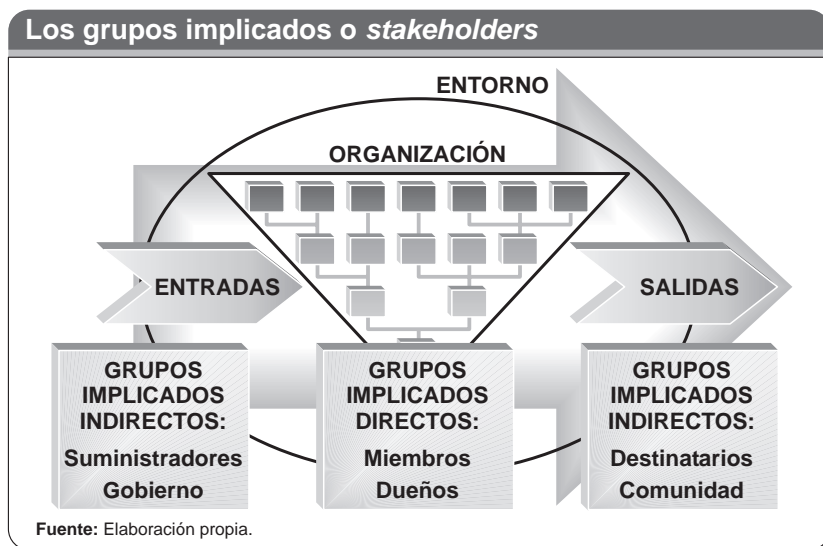 Los grupos implicados o stakeholders
ENTORNO
ORGANIZACIÓN
ENTRADAS
SALIDAS
GRUPOS
IMPLICADOS
INDIRECTOS:
Suministradores
Gobierno
GRUPOS
IMPLICADOS
DIRECTOS:
Miembros
Dueños
GRUPOS
IMPLICADOS
INDIRECTOS:
Destinatarios
Comunidad
Fuente: Elaboración propia.